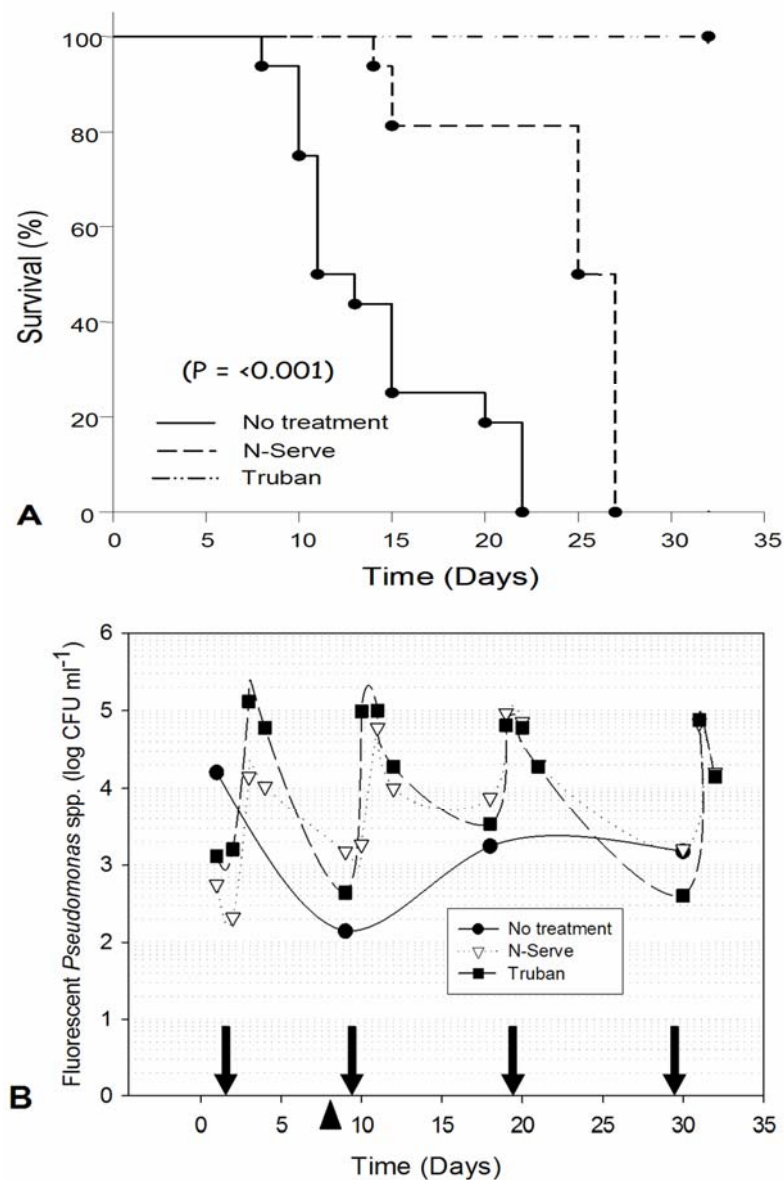 100
80
60
40
20
0
Survival (%)
(P = <0.001)
No treatment
N-Serve
Truban
A
0 5 10 15 20 25 30 35
Time (Days)
6
5
4
3
2
1
0
Fluorescent Pseudomonas spp. (log CFU ml⁻¹)
No treatment
N-Serve
Truban
B
0 5 10 15 20 25 30 35
Time (Days)